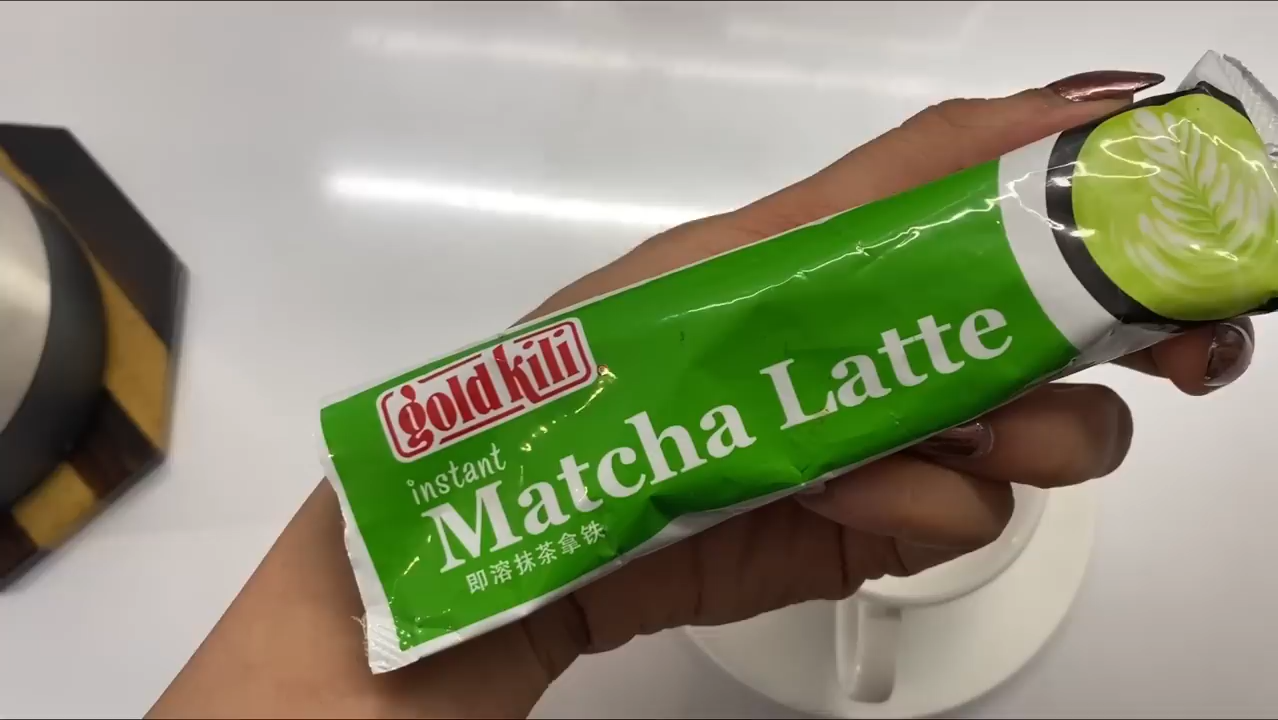 gold kili
instant
Matcha Latte
即溶抹茶拿铁